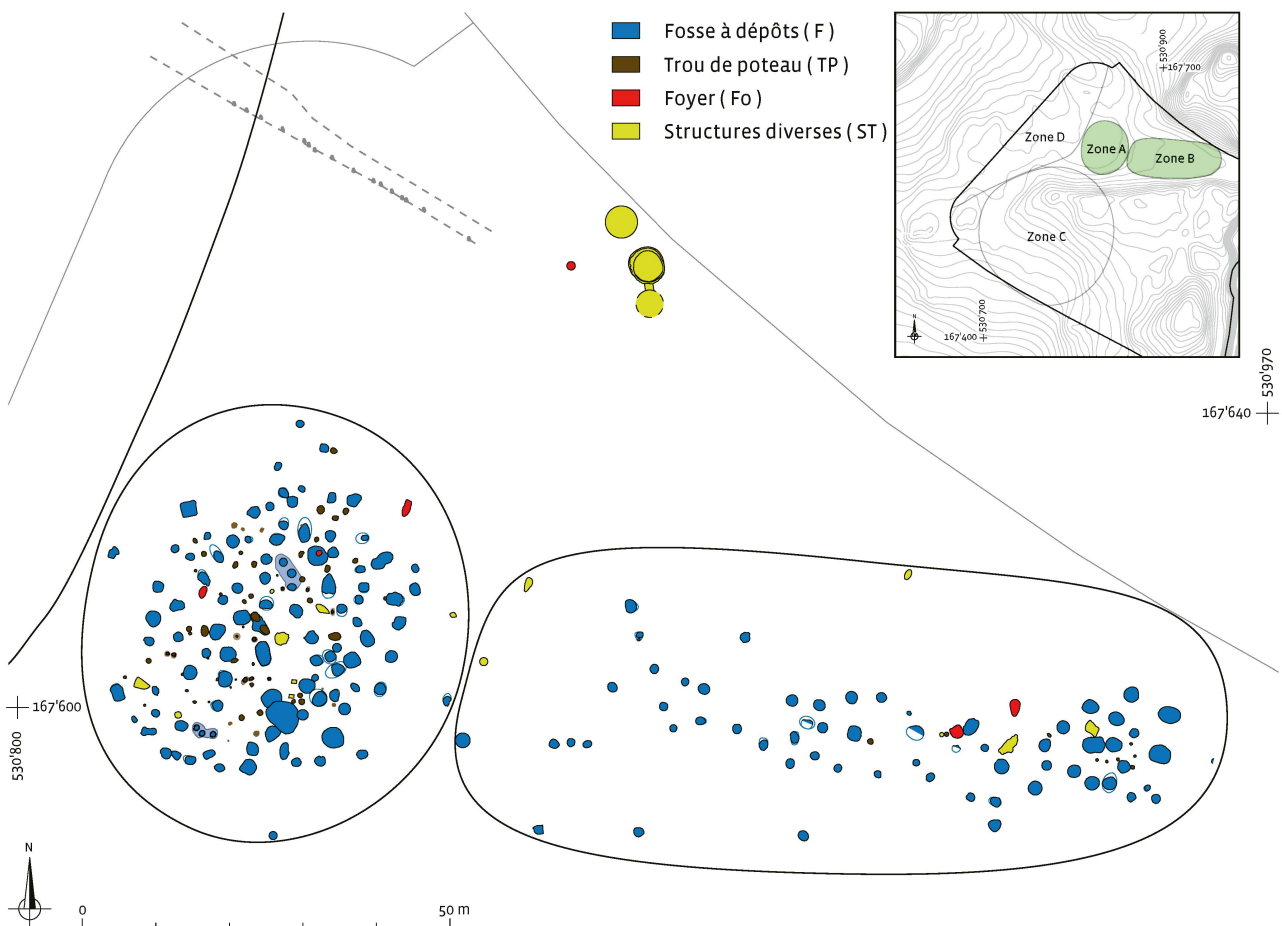 Fosse à dépôts ( F )
Trou de poteau ( TP )
Foyer ( Fo )
Structures diverses ( ST )
530'900
167'700
Zone D
Zone A
Zone B
Zone C
N
167'400
530'700
530'970
167'640
167'600
530'800
N
0
50 m